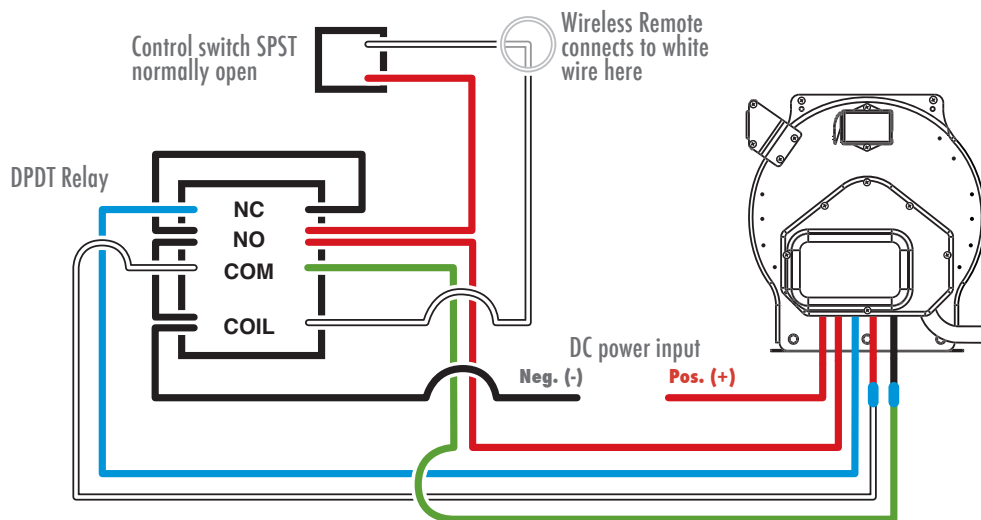 Control switch SPST
normally open
Wireless Remote
connects to white
wire here
DPDT Relay
NC
NO
COM
COIL
DC power input
Neg. (-)
Pos. (+)